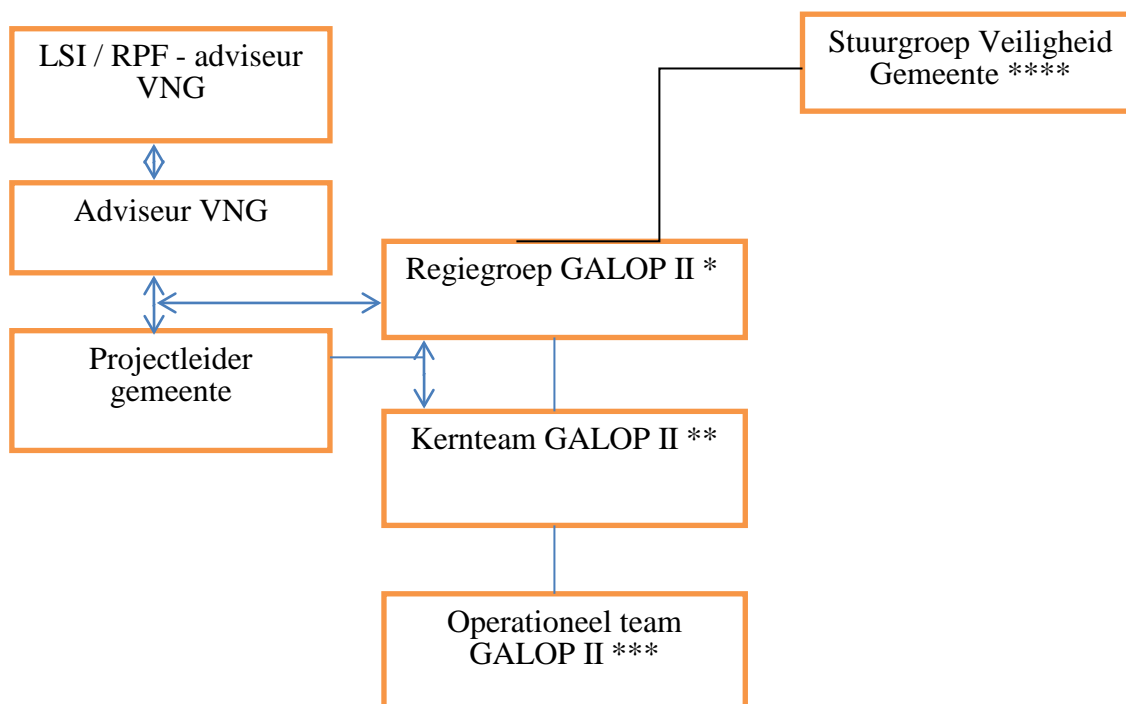 LSI / RPF - adviseur
VNG
Stuurgroep Veiligheid
Gemeente ****
Adviseur VNG
Regiegroep GALOP II *
Projectleider
gemeente
Kernteam GALOP II **
Operationeel team
GALOP II ***